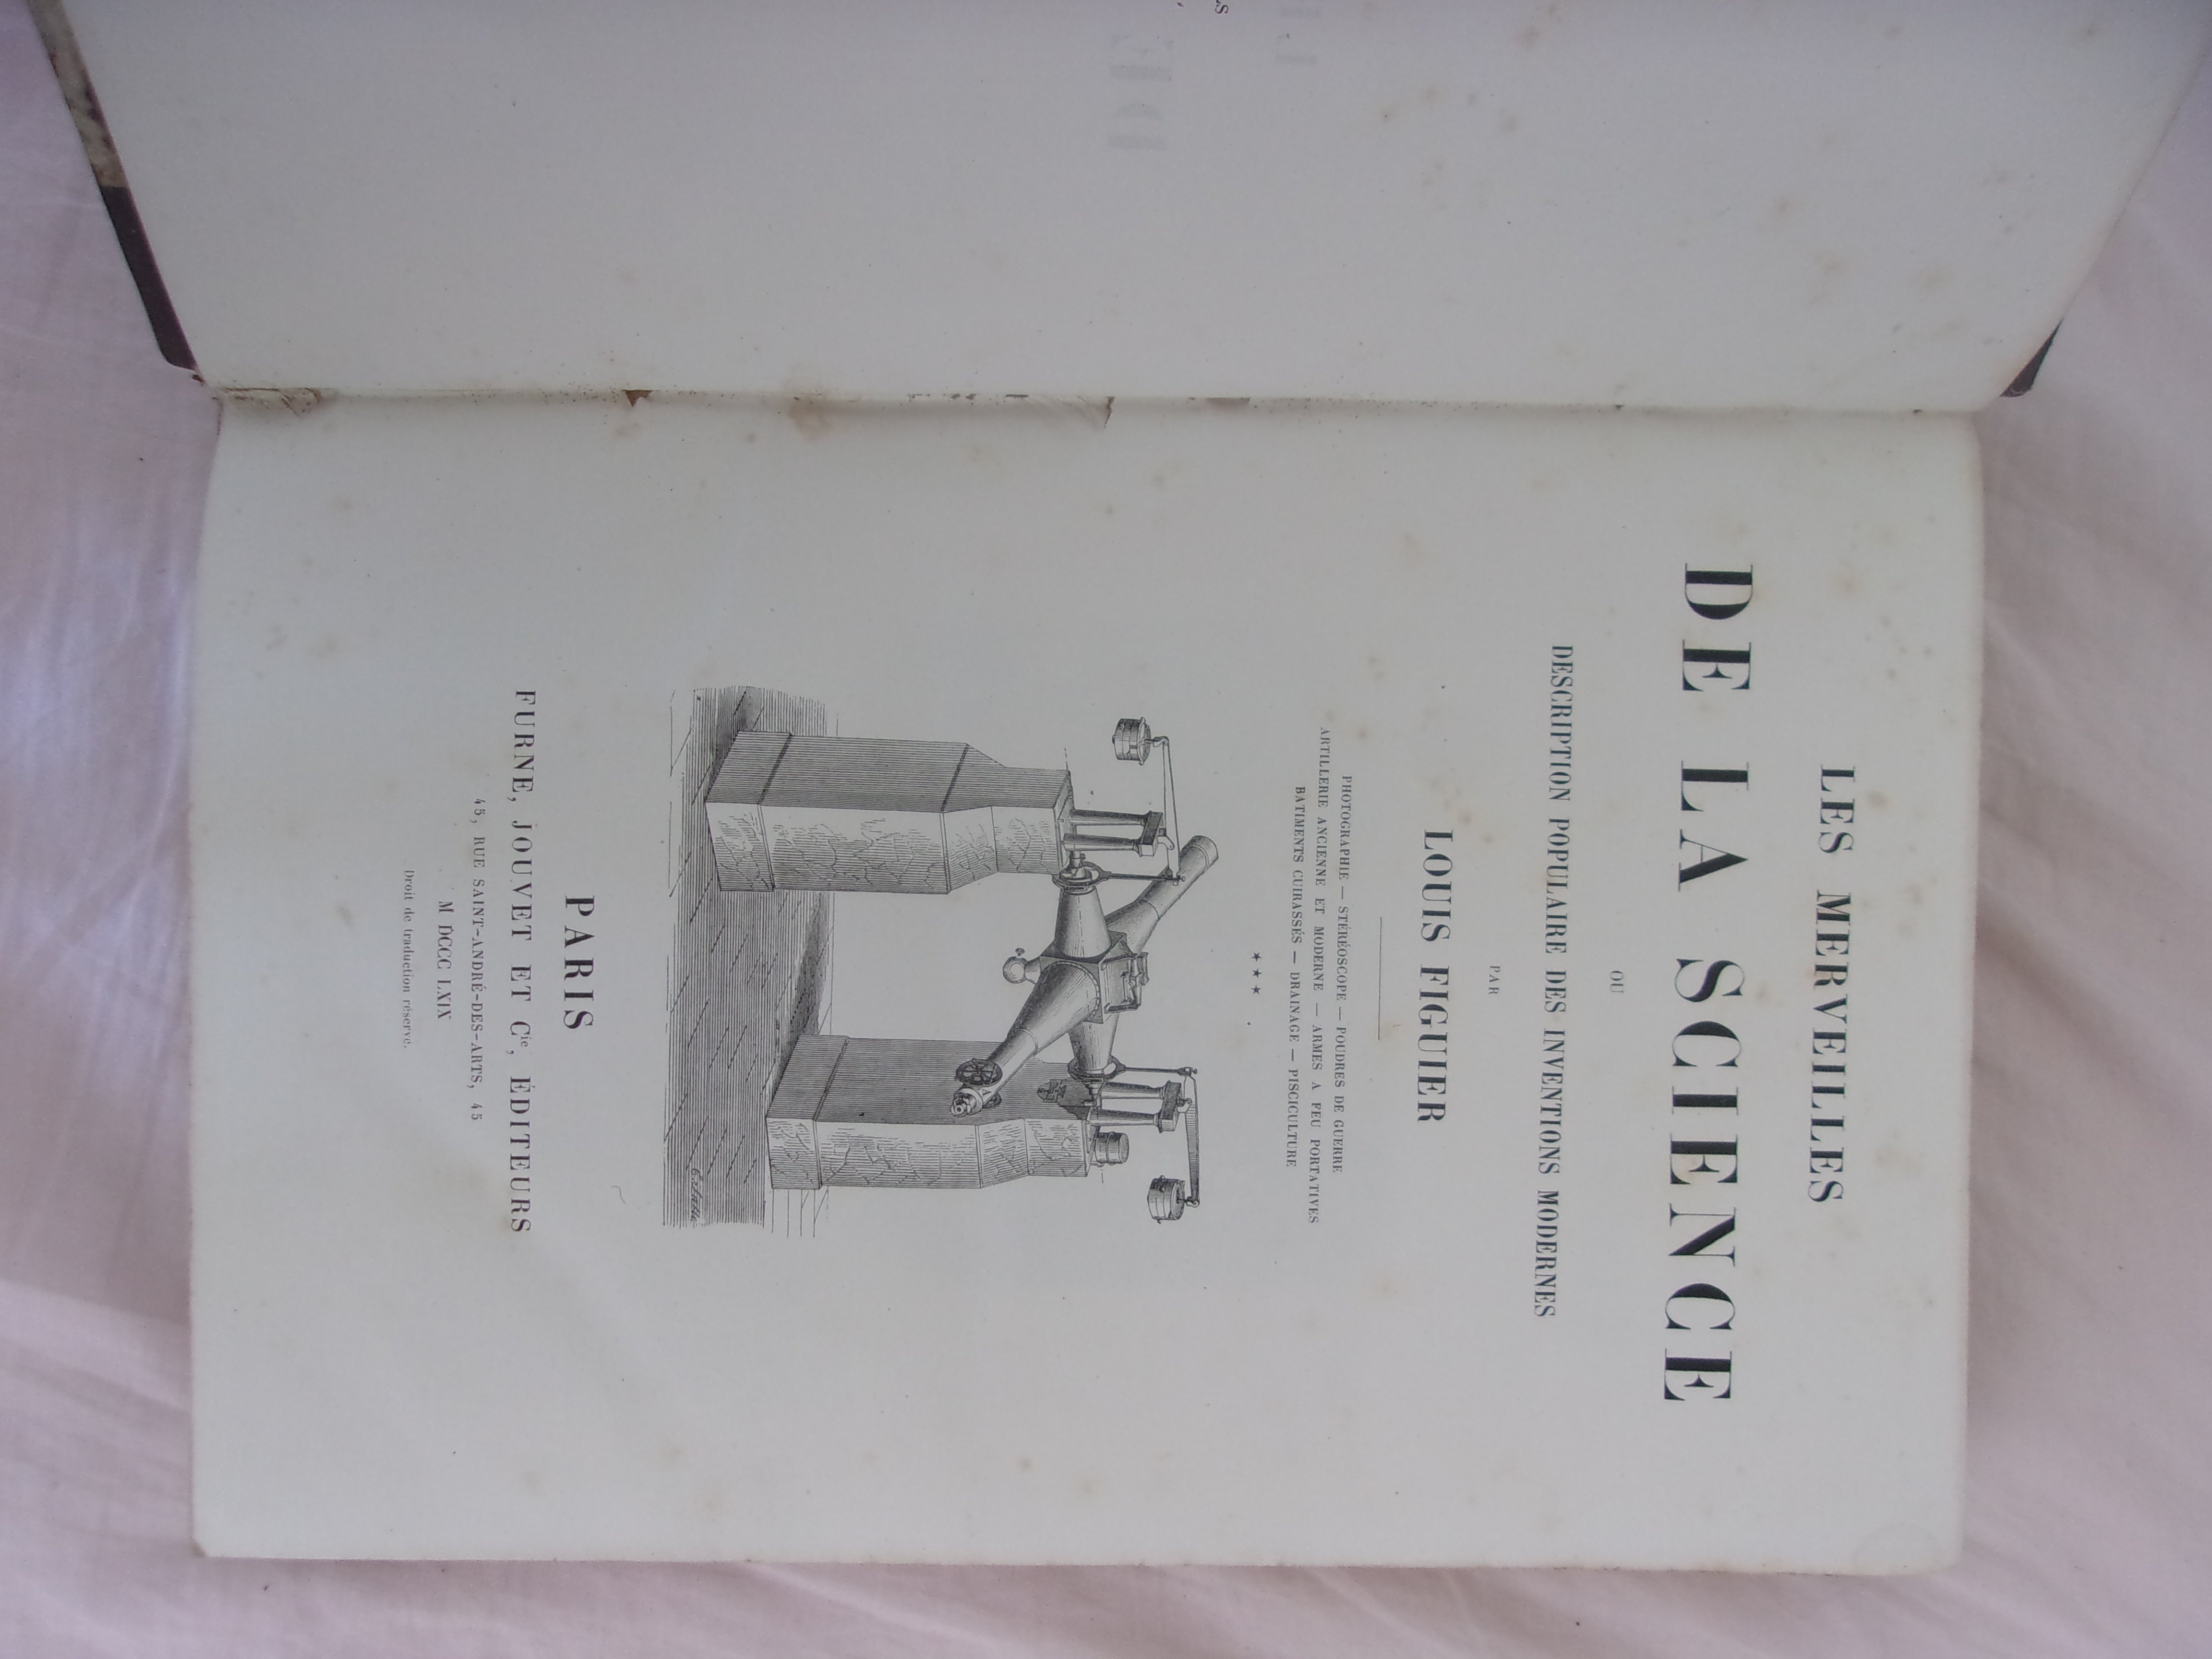 LES MERVEILLES
DE LA SCIENCE
OU
DESCRIPTION POPULAIRE DES INVENTIONS MODERNES
PAR
LOUIS FIGUIER
PHOTOGRAPHIE — STÉRÉOSCOPE — POUDRES DE GUERRE
ARTILLERIE ANCIENNE ET MODERNE — ARMES A FEU PORTATIVES
BATIMENTS CUIRASSÉS — DRAINAGE — PISCICULTURE
★ ★ ★
PARIS
FURNE, JOUVET ET Cie, ÉDITEURS
45, RUE SAINT-ANDRÉ-DES-ARTS, 45
M DCCC LXIX
Droit de traduction réservé.